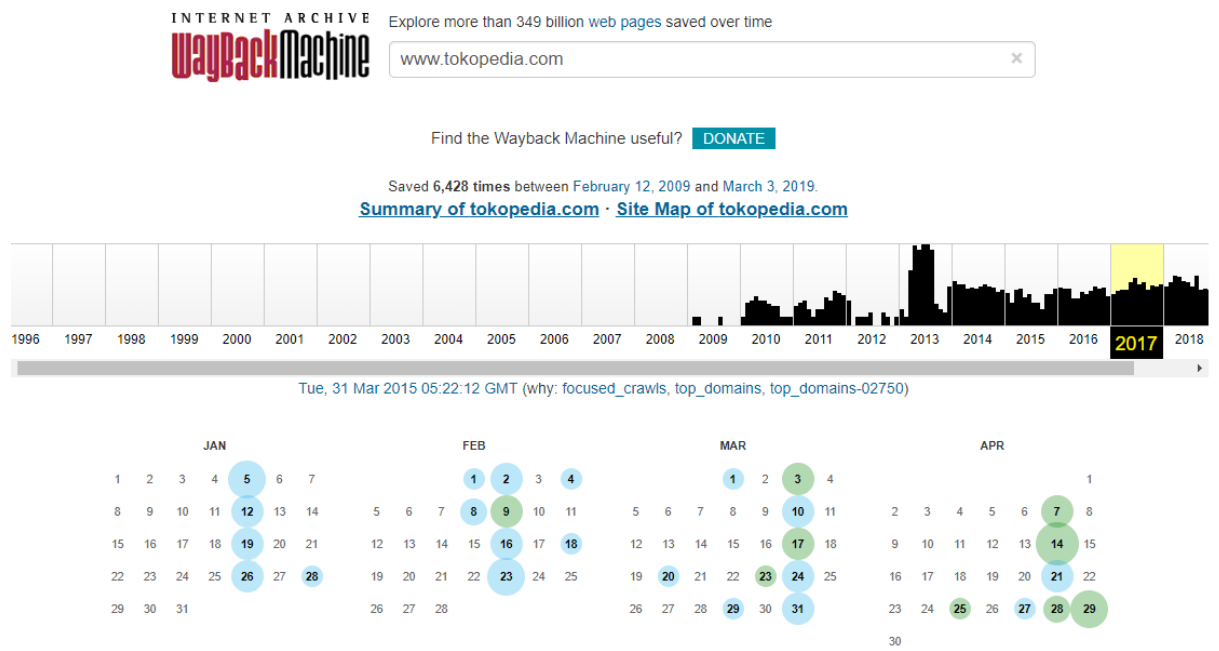 INTERNET ARCHIVE
WayBackMachine
Explore more than 349 billion web pages saved over time
www.tokopedia.com ×
Find the Wayback Machine useful? DONATE
Saved 6,428 times between February 12, 2009 and March 3, 2019.
Summary of tokopedia.com · Site Map of tokopedia.com
1996 1997 1998 1999 2000 2001 2002 2003 2004 2005 2006 2007 2008 2009 2010 2011 2012 2013 2014 2015 2016 2017 2018
Tue, 31 Mar 2015 05:22:12 GMT (why: focused_crawls, top_domains, top_domains-02750)
JAN
1 2 3 4 5 6 7
8 9 10 11 12 13 14
15 16 17 18 19 20 21
22 23 24 25 26 27 28
29 30 31
FEB
1 2 3 4
5 6 7 8 9 10 11
12 13 14 15 16 17 18
19 20 21 22 23 24 25
26 27 28
MAR
1 2 3 4
5 6 7 8 9 10 11
12 13 14 15 16 17 18
19 20 21 22 23 24 25
26 27 28 29 30 31
APR
1
2 3 4 5 6 7 8
9 10 11 12 13 14 15
16 17 18 19 20 21 22
23 24 25 26 27 28 29
30